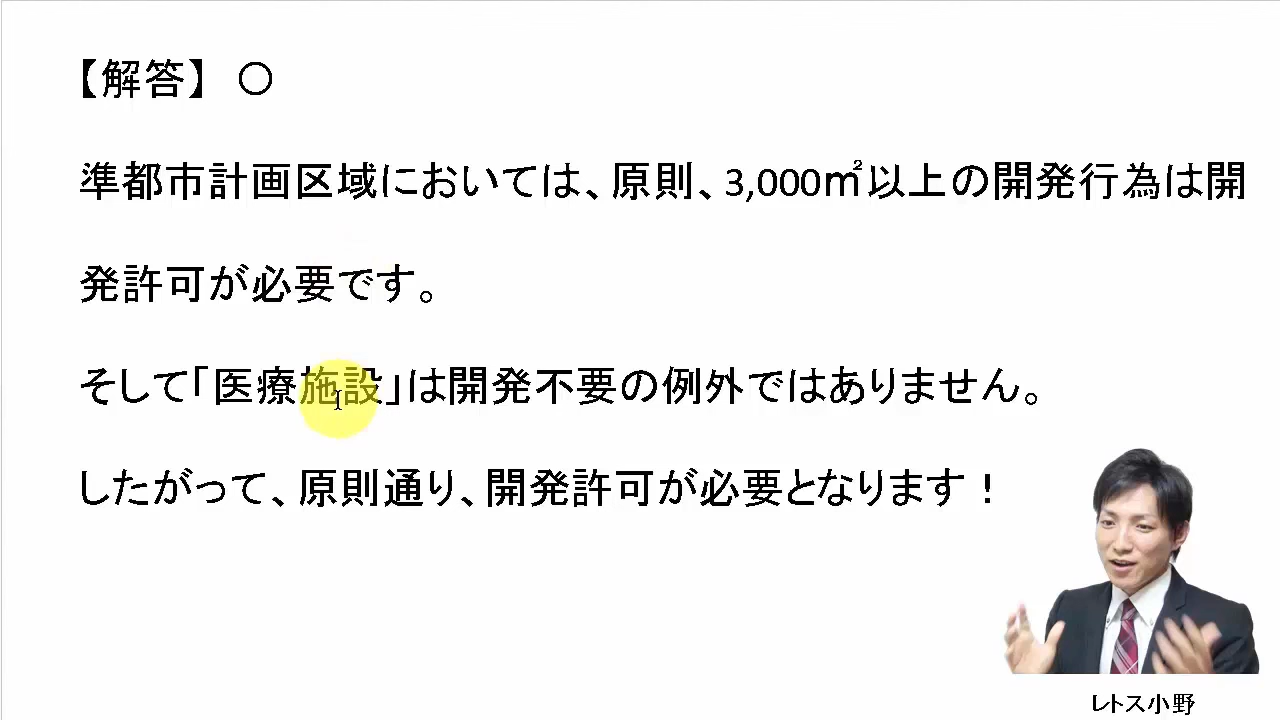 【解答】 ○
準都市計画区域においては、原則、3,000㎡以上の開発行為は開
発許可が必要です。
そして「医療施設」は開発不要の例外ではありません。
したがって、原則通り、開発許可が必要となります！
レトス小野